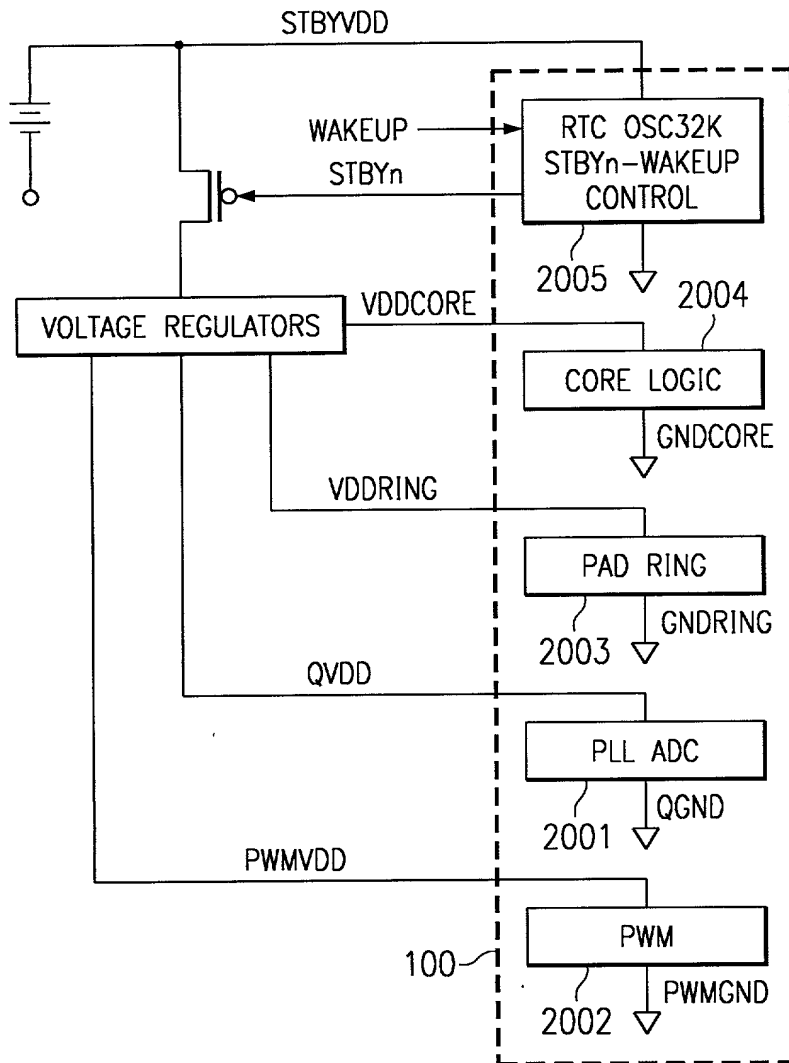 STBYVDD
WAKEUP
STBYn
RTC OSC32K
STBYn-WAKEUP
CONTROL
2005
2004
VOLTAGE REGULATORS
VDDCORE
CORE LOGIC
GNDCORE
VDDRING
PAD RING
GNDRING
2003
QVDD
PLL ADC
QGND
2001
PWMVDD
PWM
100
PWMGND
2002